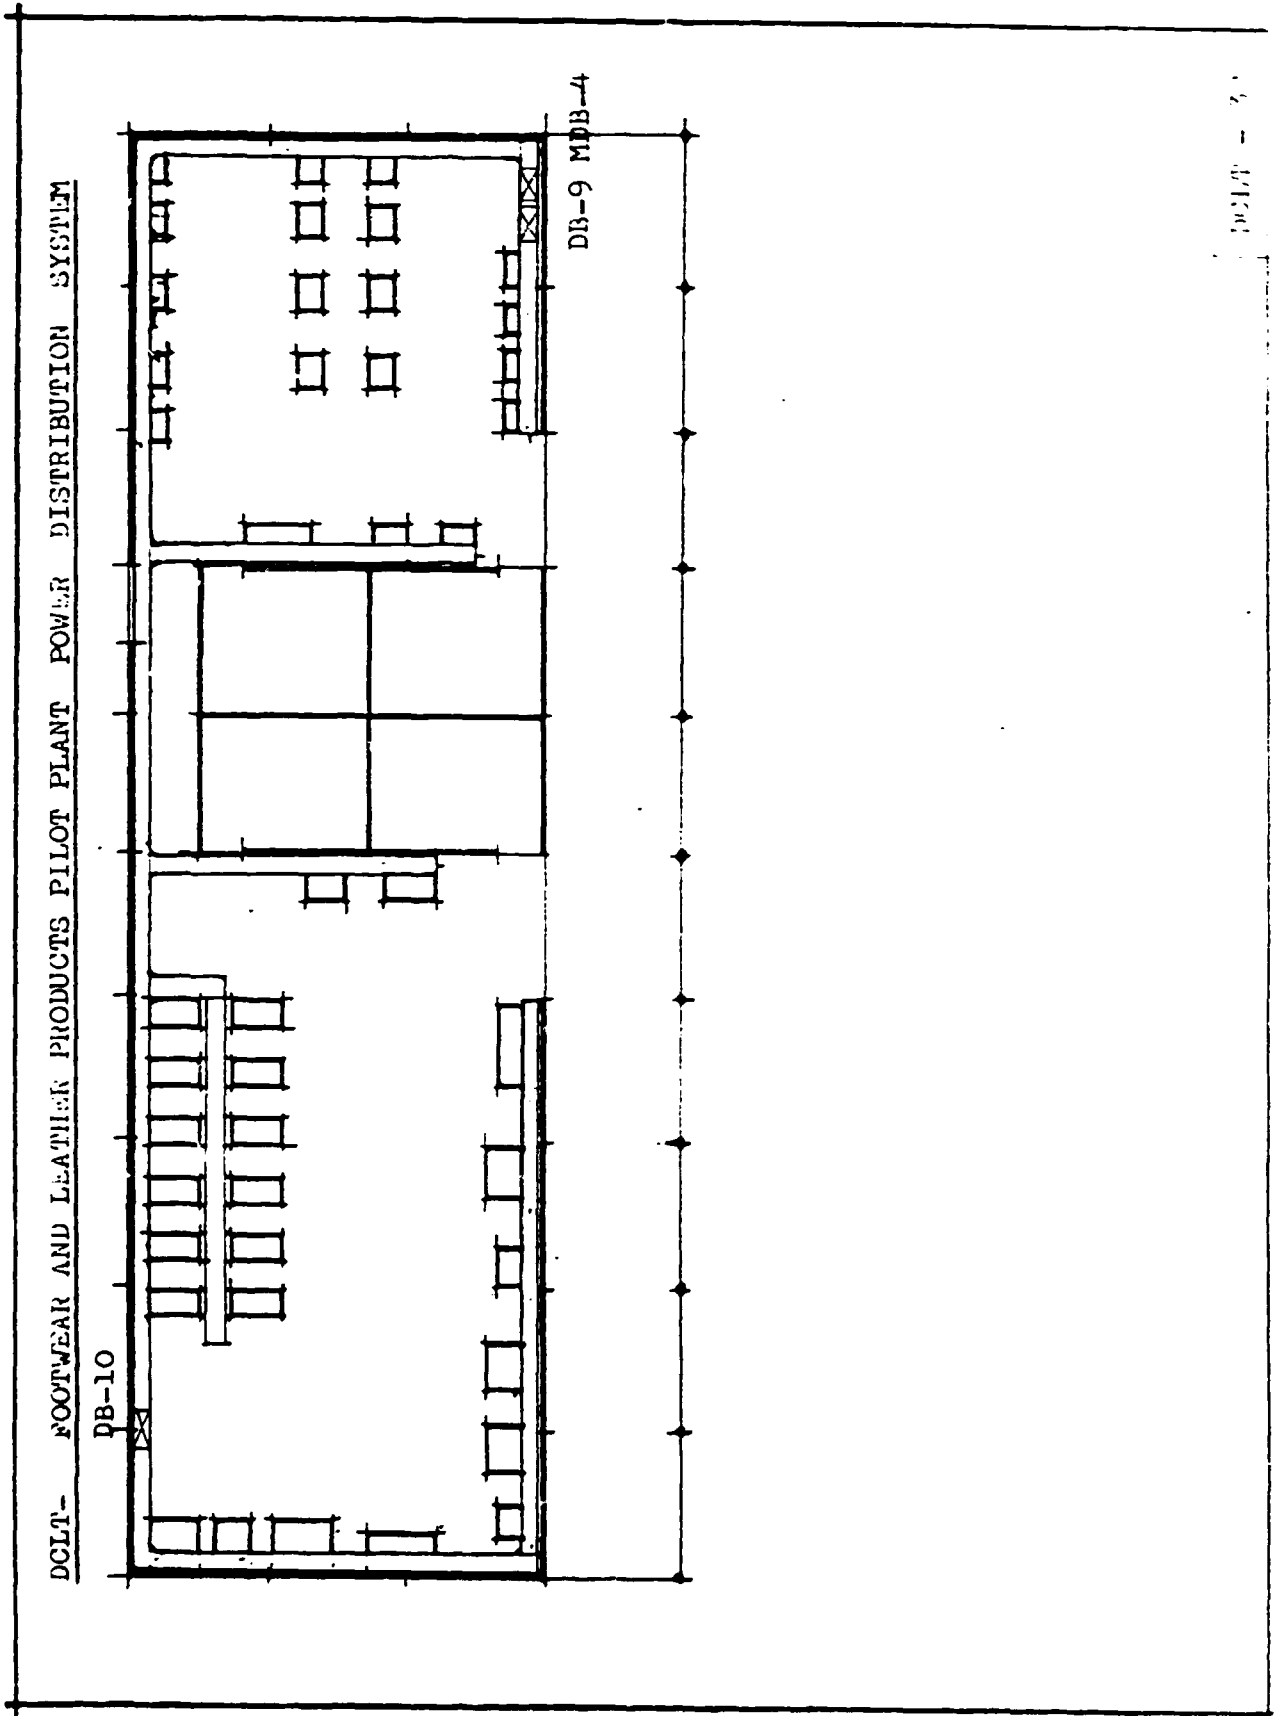 DCLT- FOOTWEAR AND LEATHER PRODUCTS PILOT PLANT POWER DISTRIBUTION SYSTEM
DB-10
DB-9 MDB-4